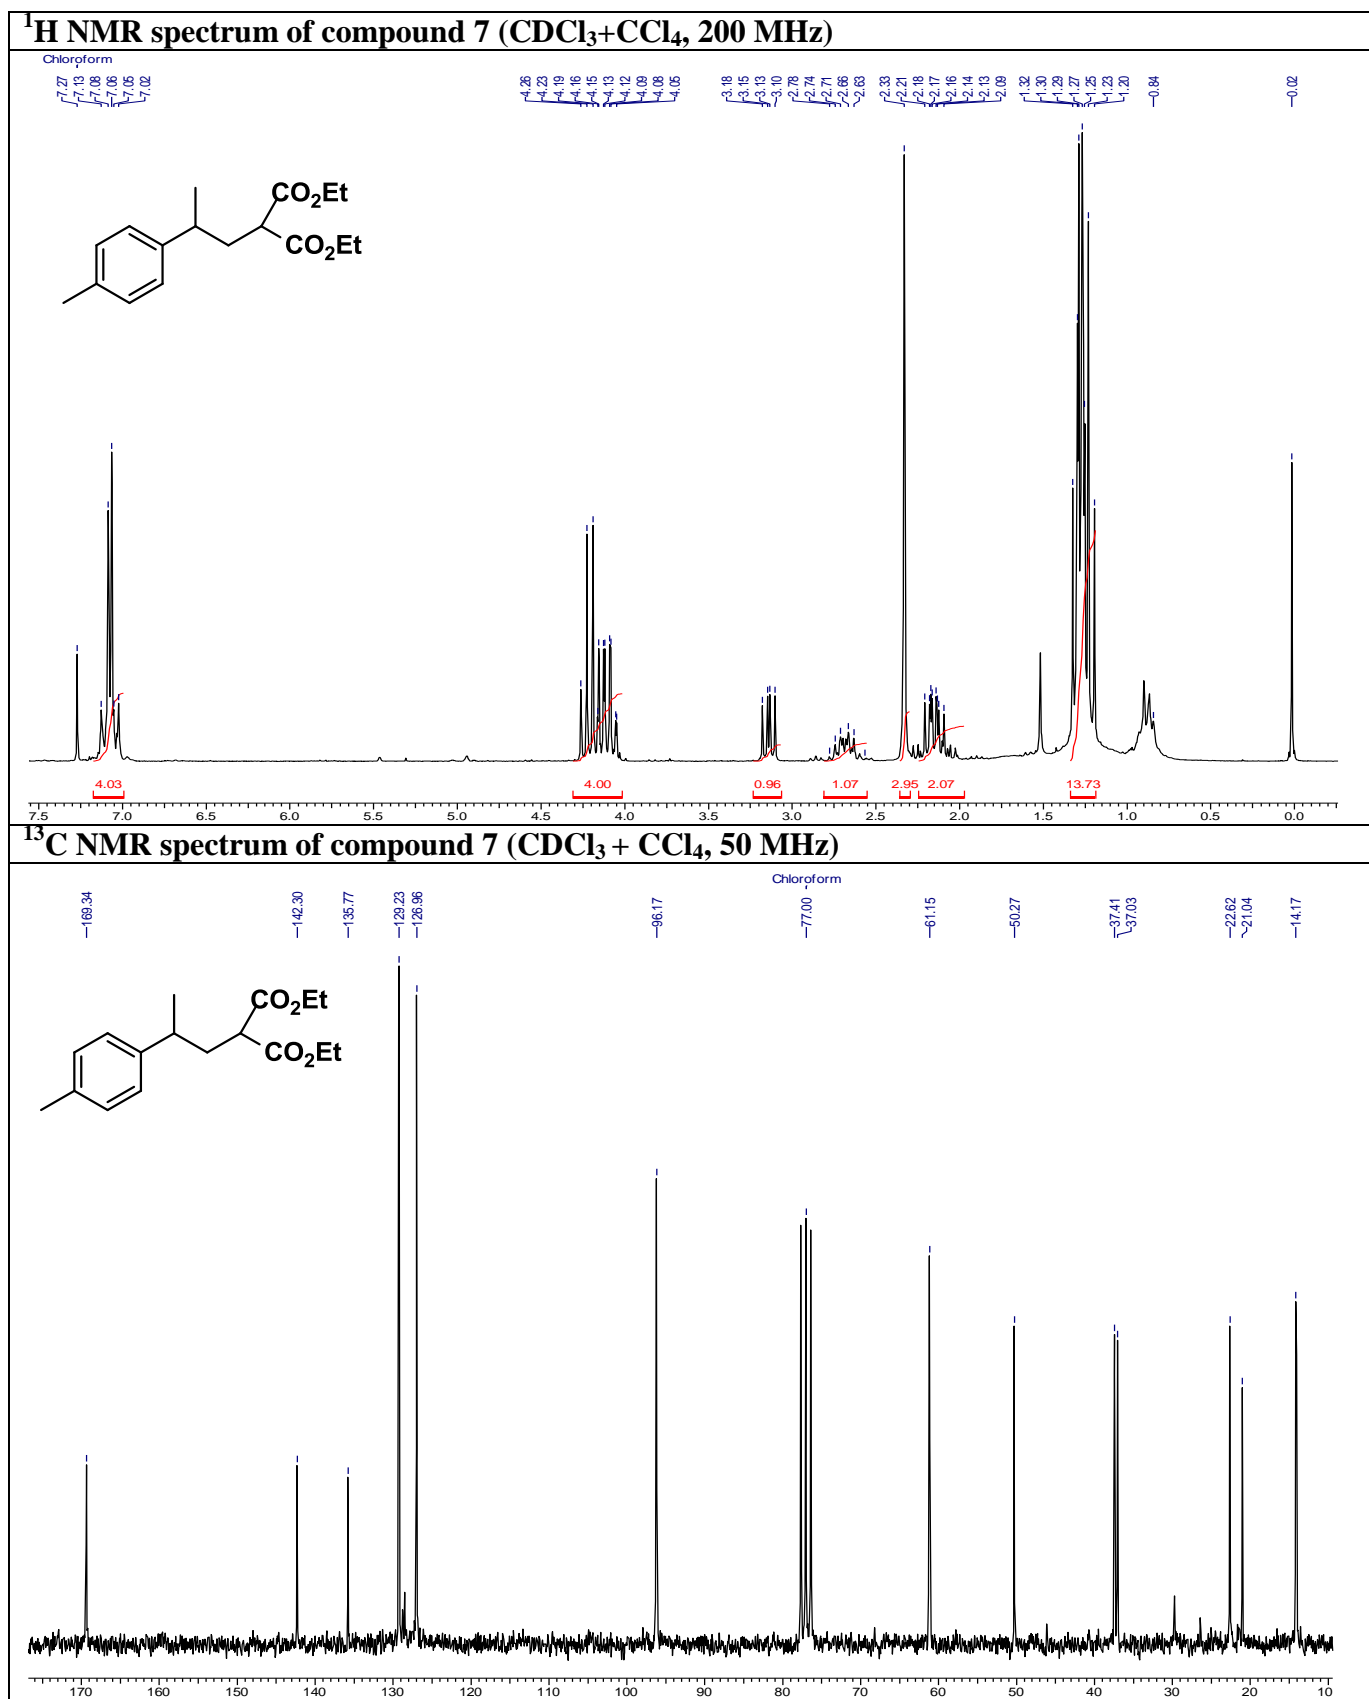 ¹H NMR spectrum of compound 7 (CDCl₃+CCl₄, 200 MHz)
Chloroform
7.27 7.13 7.08 7.06 7.05 7.02 4.26 4.23 4.19 4.16 4.15 4.13 4.12 4.09 4.08 4.05 3.18 3.15 3.13 3.10 2.78 2.74 2.71 2.66 2.63 2.33 2.21 2.18 2.17 2.16 2.14 2.13 2.09 1.32 1.30 1.29 1.27 1.25 1.23 1.20 0.84 0.02
CO₂Et
CO₂Et
4.03 4.00 0.96 1.07 2.95 2.07 13.73
7.5 7.0 6.5 6.0 5.5 5.0 4.5 4.0 3.5 3.0 2.5 2.0 1.5 1.0 0.5 0.0
¹³C NMR spectrum of compound 7 (CDCl₃ + CCl₄, 50 MHz)
Chloroform
169.34 142.30 135.77 129.23 126.96 96.17 77.00 61.15 50.27 37.41 37.03 22.62 21.04 14.17
CO₂Et
CO₂Et
170 160 150 140 130 120 110 100 90 80 70 60 50 40 30 20 10